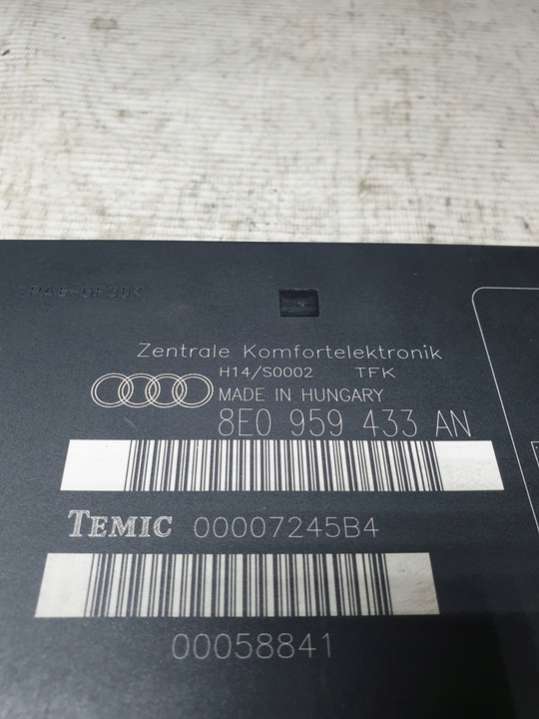 Zentrale Komfortelektronik
H14/S0002 TFK
MADE IN HUNGARY
8E0 959 433 AN
TEMIC 00007245B4
00058841